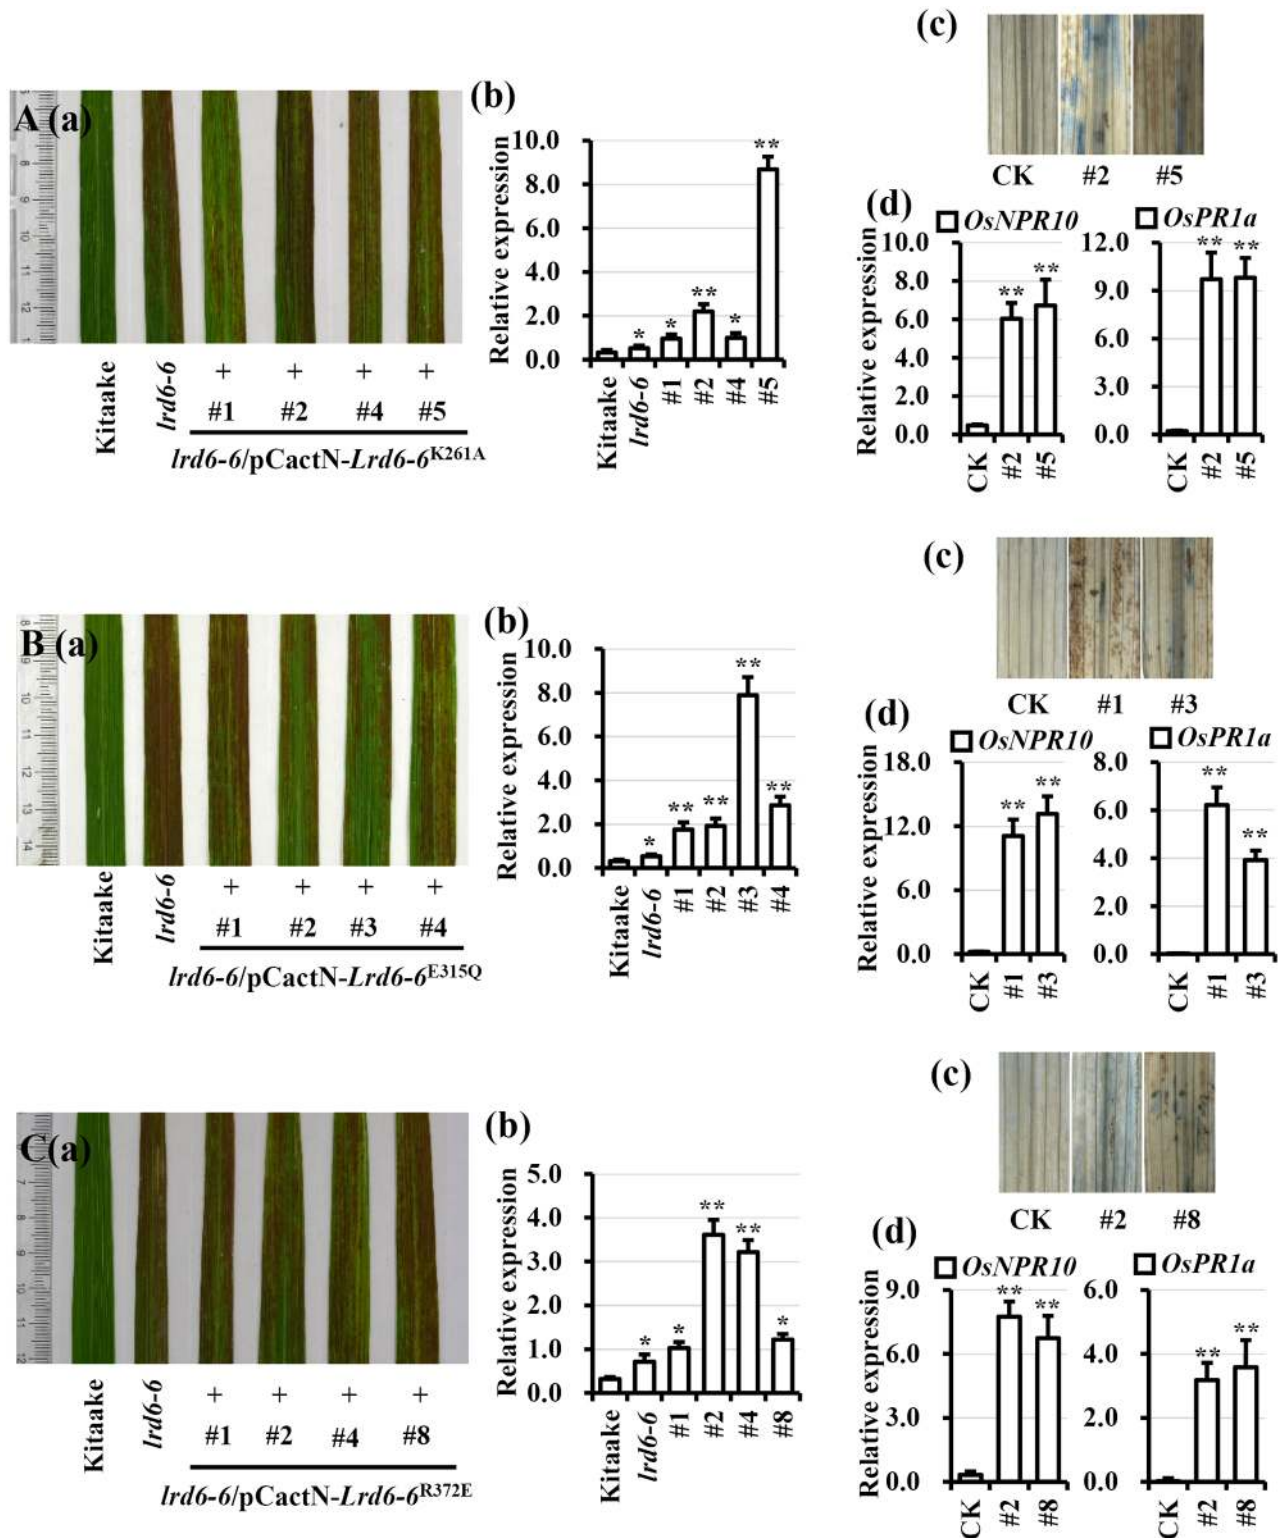 A (a)
Kitaake
lrd6-6
+ + + +
#1 #2 #4 #5
lrd6-6/pCactN-Lrd6-6K261A
(b)
Relative expression
10.0
8.0
6.0
4.0
2.0
0.0
* * ** * **
Kitaake
lrd6-6
#1
#2
#4
#5
(c)
CK #2 #5
(d)
OsNPR10
Relative expression
10.0
8.0
6.0
4.0
2.0
0.0
** **
CK
#2
#5
OsPR1a
12.0
9.0
6.0
3.0
0.0
** **
CK
#2
#5
B (a)
Kitaake
lrd6-6
+ + + +
#1 #2 #3 #4
lrd6-6/pCactN-Lrd6-6E315Q
(b)
Relative expression
10.0
8.0
6.0
4.0
2.0
0.0
* ** ** ** **
Kitaake
lrd6-6
#1
#2
#3
#4
(c)
CK #1 #3
(d)
OsNPR10
Relative expression
18.0
12.0
6.0
0.0
** **
CK
#1
#3
OsPR1a
8.0
6.0
4.0
2.0
0.0
** **
CK
#1
#3
C(a)
Kitaake
lrd6-6
+ + + +
#1 #2 #4 #8
lrd6-6/pCactN-Lrd6-6R372E
(b)
Relative expression
5.0
4.0
3.0
2.0
1.0
0.0
* * ** ** *
Kitaake
lrd6-6
#1
#2
#4
#8
(c)
CK #2 #8
(d)
OsNPR10
Relative expression
9.0
6.0
3.0
0.0
** **
CK
#2
#8
OsPR1a
6.0
4.0
2.0
0.0
** **
CK
#2
#8